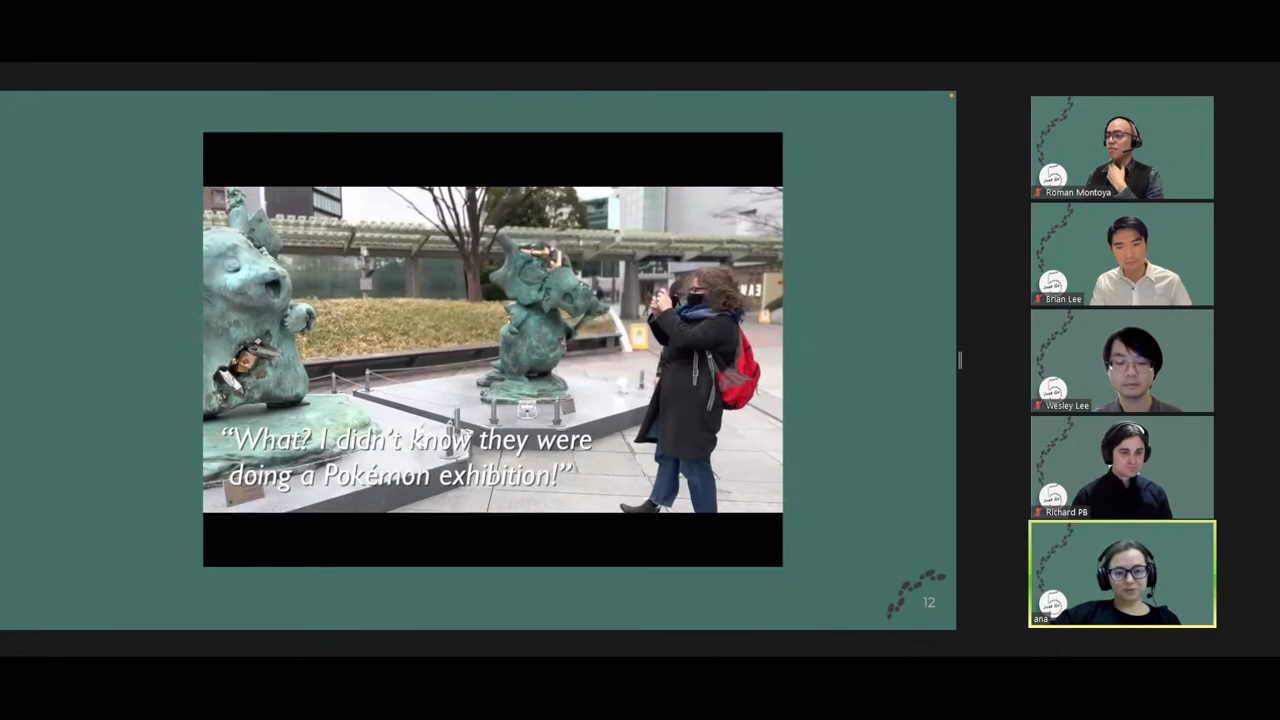 “What? I didn’t know they were
doing a Pokémon exhibition!”
12
Roman Montoya
Brian Lee
Wesley Lee
Richard PB
ana